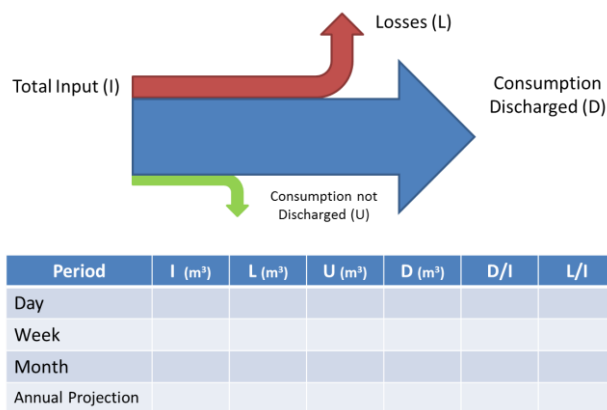 Losses (L)
Total Input (I)
Consumption
Discharged (D)
Consumption not
Discharged (U)
Period I (m³) L (m³) U (m³) D (m³) D/I L/I
Day
Week
Month
Annual Projection